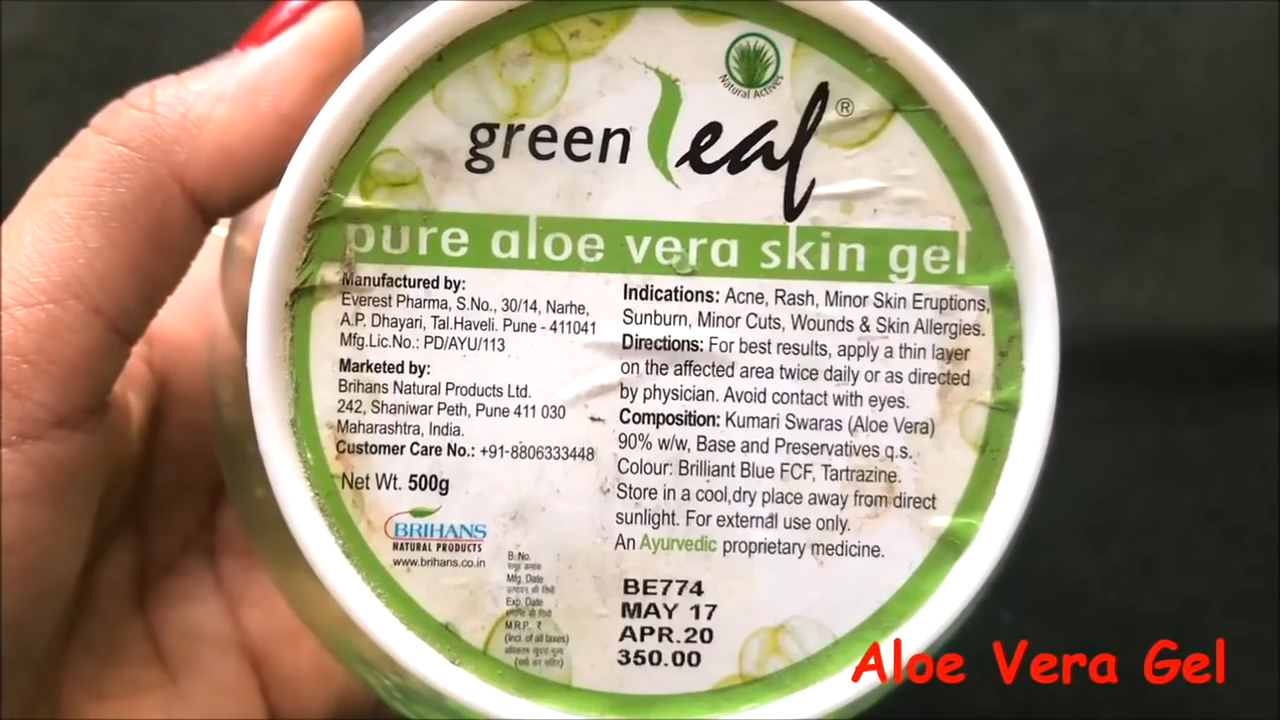 Natural Actives
green leaf®
pure aloe vera skin gel
Manufactured by:
Everest Pharma, S.No., 30/14, Narhe,
A.P. Dhayari, Tal.Haveli. Pune - 411041
Mfg.Lic.No.: PD/AYU/113
Marketed by:
Brihans Natural Products Ltd.
242, Shaniwar Peth, Pune 411 030
Maharashtra, India.
Customer Care No.: +91-8806333448
Net Wt. 500g
BRIHANS
NATURAL PRODUCTS
www.brihans.co.in
Indications: Acne, Rash, Minor Skin Eruptions,
Sunburn, Minor Cuts, Wounds & Skin Allergies.
Directions: For best results, apply a thin layer
on the affected area twice daily or as directed
by physician. Avoid contact with eyes.
Composition: Kumari Swaras (Aloe Vera)
90% w/w, Base and Preservatives q.s.
Colour: Brilliant Blue FCF, Tartrazine.
Store in a cool,dry place away from direct
sunlight. For external use only.
An Ayurvedic proprietary medicine.
B. No.
Mfg. Date
Exp. Date
M.R.P. ₹
(Incl. of all taxes)
BE774
MAY 17
APR.20
350.00
Aloe Vera Gel